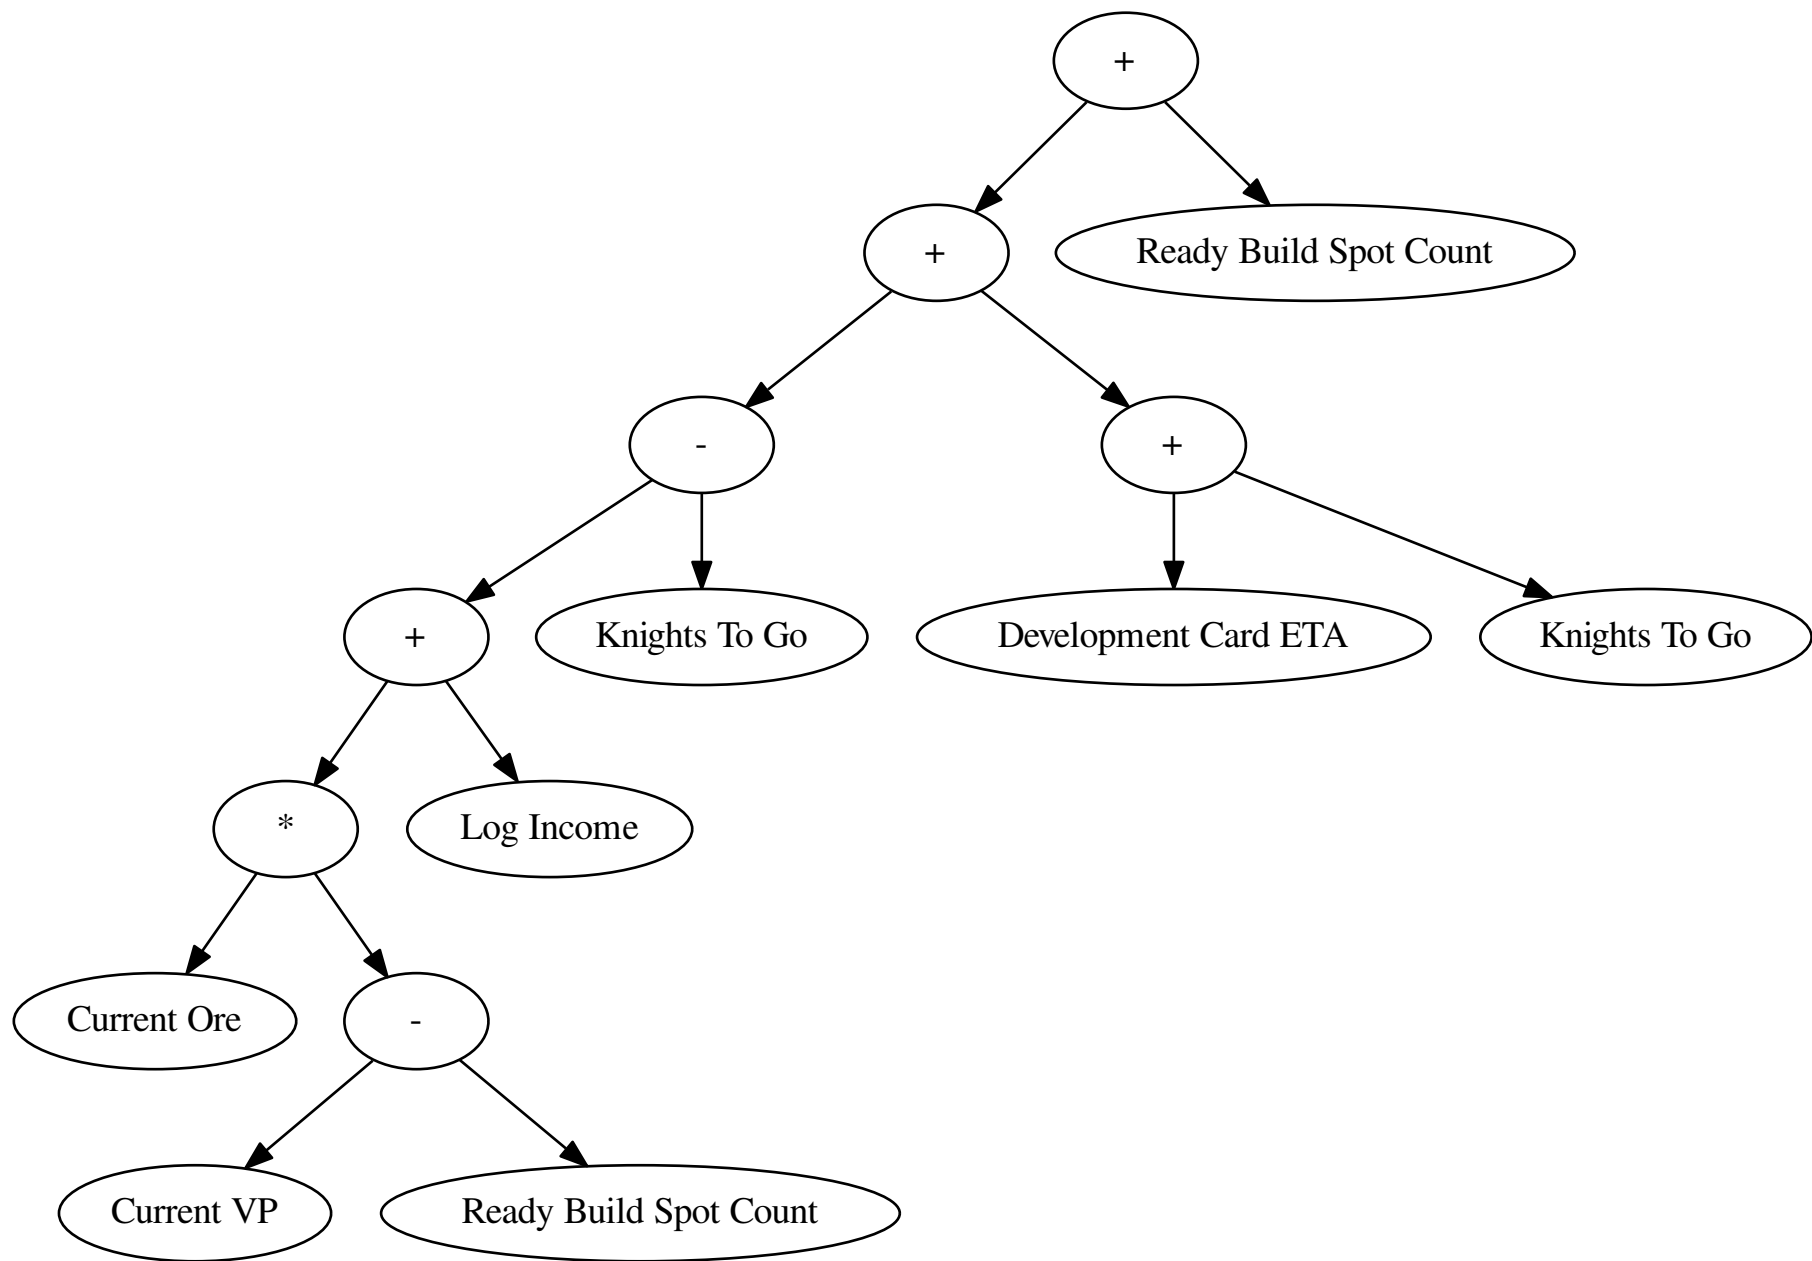 +
+
Ready Build Spot Count
-
+
+
Knights To Go
Development Card ETA
Knights To Go
*
Log Income
Current Ore
-
Current VP
Ready Build Spot Count